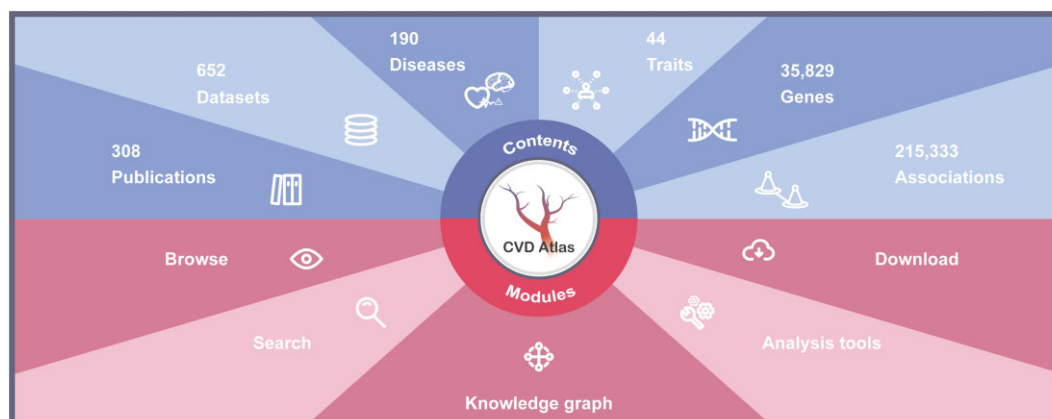 190
Diseases
44
Traits
652
Datasets
35,829
Genes
308
Publications
215,333
Associations
Contents
CVD Atlas
Modules
Browse
Download
Search
Analysis tools
Knowledge graph